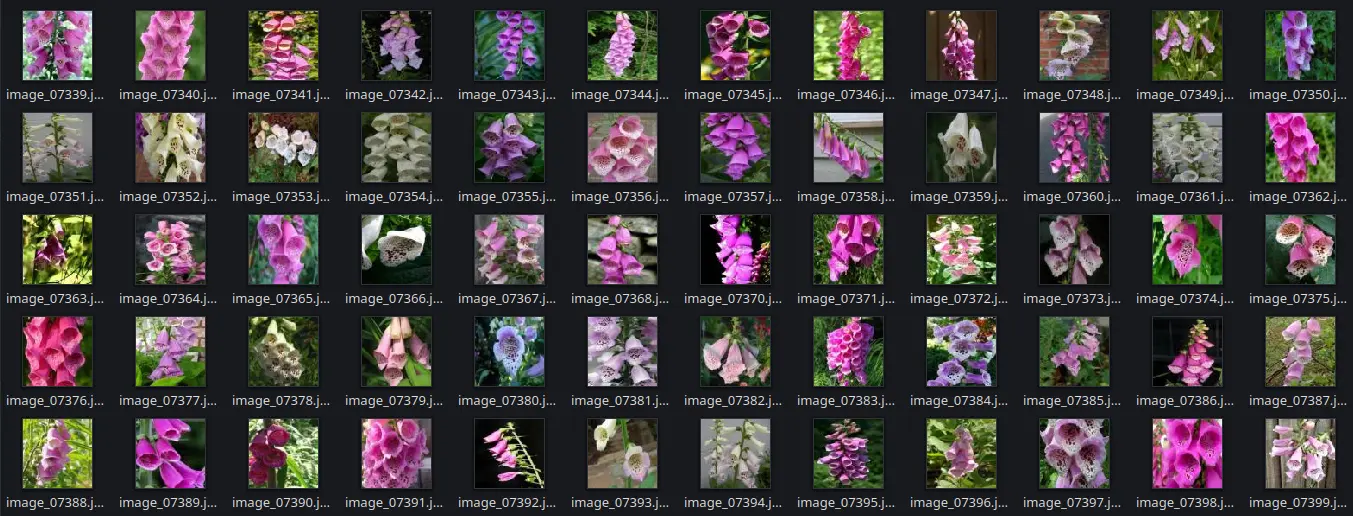 image_07339.j... image_07340.j... image_07341.j... image_07342.j... image_07343.j... image_07344.j... image_07345.j... image_07346.j... image_07347.j... image_07348.j... image_07349.j... image_07350.j...
image_07351.j... image_07352.j... image_07353.j... image_07354.j... image_07355.j... image_07356.j... image_07357.j... image_07358.j... image_07359.j... image_07360.j... image_07361.j... image_07362.j...
image_07363.j... image_07364.j... image_07365.j... image_07366.j... image_07367.j... image_07368.j... image_07370.j... image_07371.j... image_07372.j... image_07373.j... image_07374.j... image_07375.j...
image_07376.j... image_07377.j... image_07378.j... image_07379.j... image_07380.j... image_07381.j... image_07382.j... image_07383.j... image_07384.j... image_07385.j... image_07386.j... image_07387.j...
image_07388.j... image_07389.j... image_07390.j... image_07391.j... image_07392.j... image_07393.j... image_07394.j... image_07395.j... image_07396.j... image_07397.j... image_07398.j... image_07399.j...